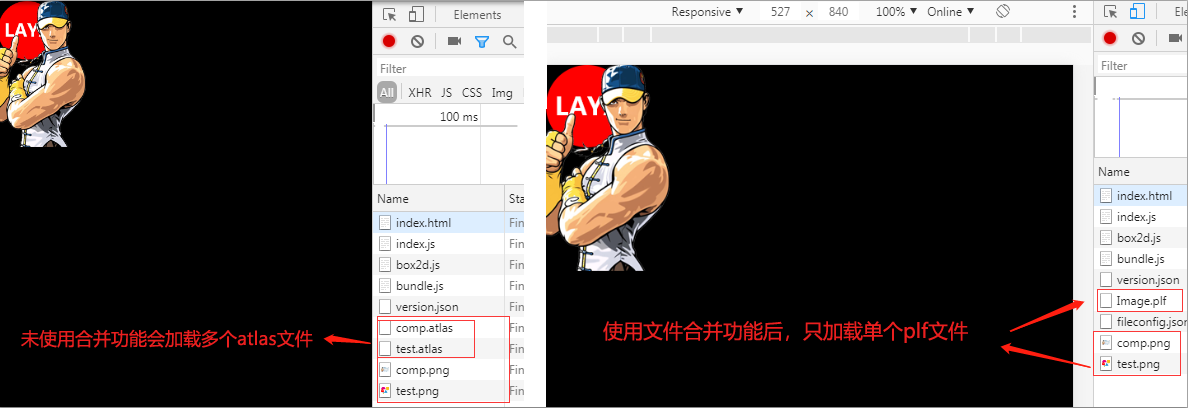 LAY
Elements
Filter
All XHR JS CSS Img
100 ms
Name Sta
index.html Fin
index.js Fin
box2d.js Fin
bundle.js Fin
version.json Fin
comp.atlas Fin
test.atlas Fin
comp.png Fin
test.png Fin
未使用合并功能会加载多个atlas文件
Responsive ▼ 527 x 840 100% ▼ Online ▼
LAY
使用文件合并功能后，只加载单个plf文件
Ele
Filter
Name
index.html
index.js
box2d.js
bundle.js
version.json
Image.plf
fileconfig.json
comp.png
test.png